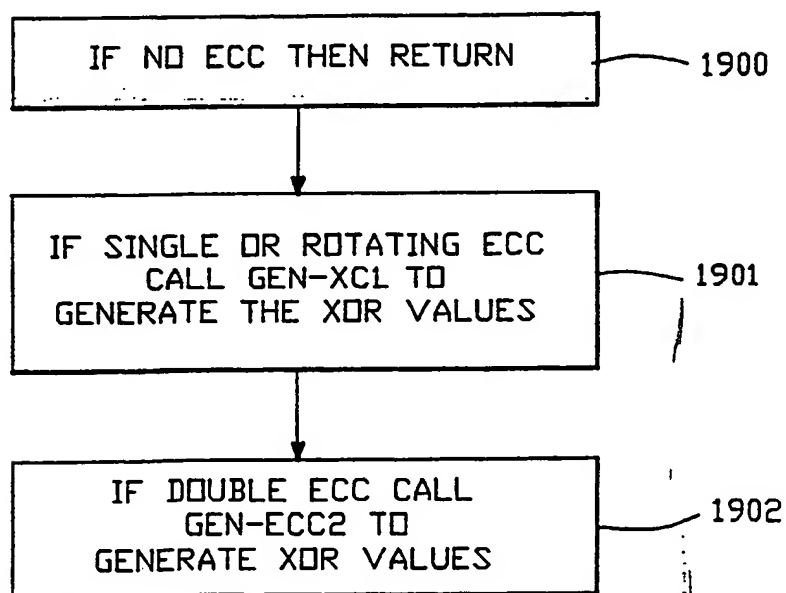 IF NO ECC THEN RETURN
1900
IF SINGLE OR ROTATING ECC
CALL GEN-XC1 TO
GENERATE THE XOR VALUES
1901
IF DOUBLE ECC CALL
GEN-ECC2 TO
GENERATE XOR VALUES
1902